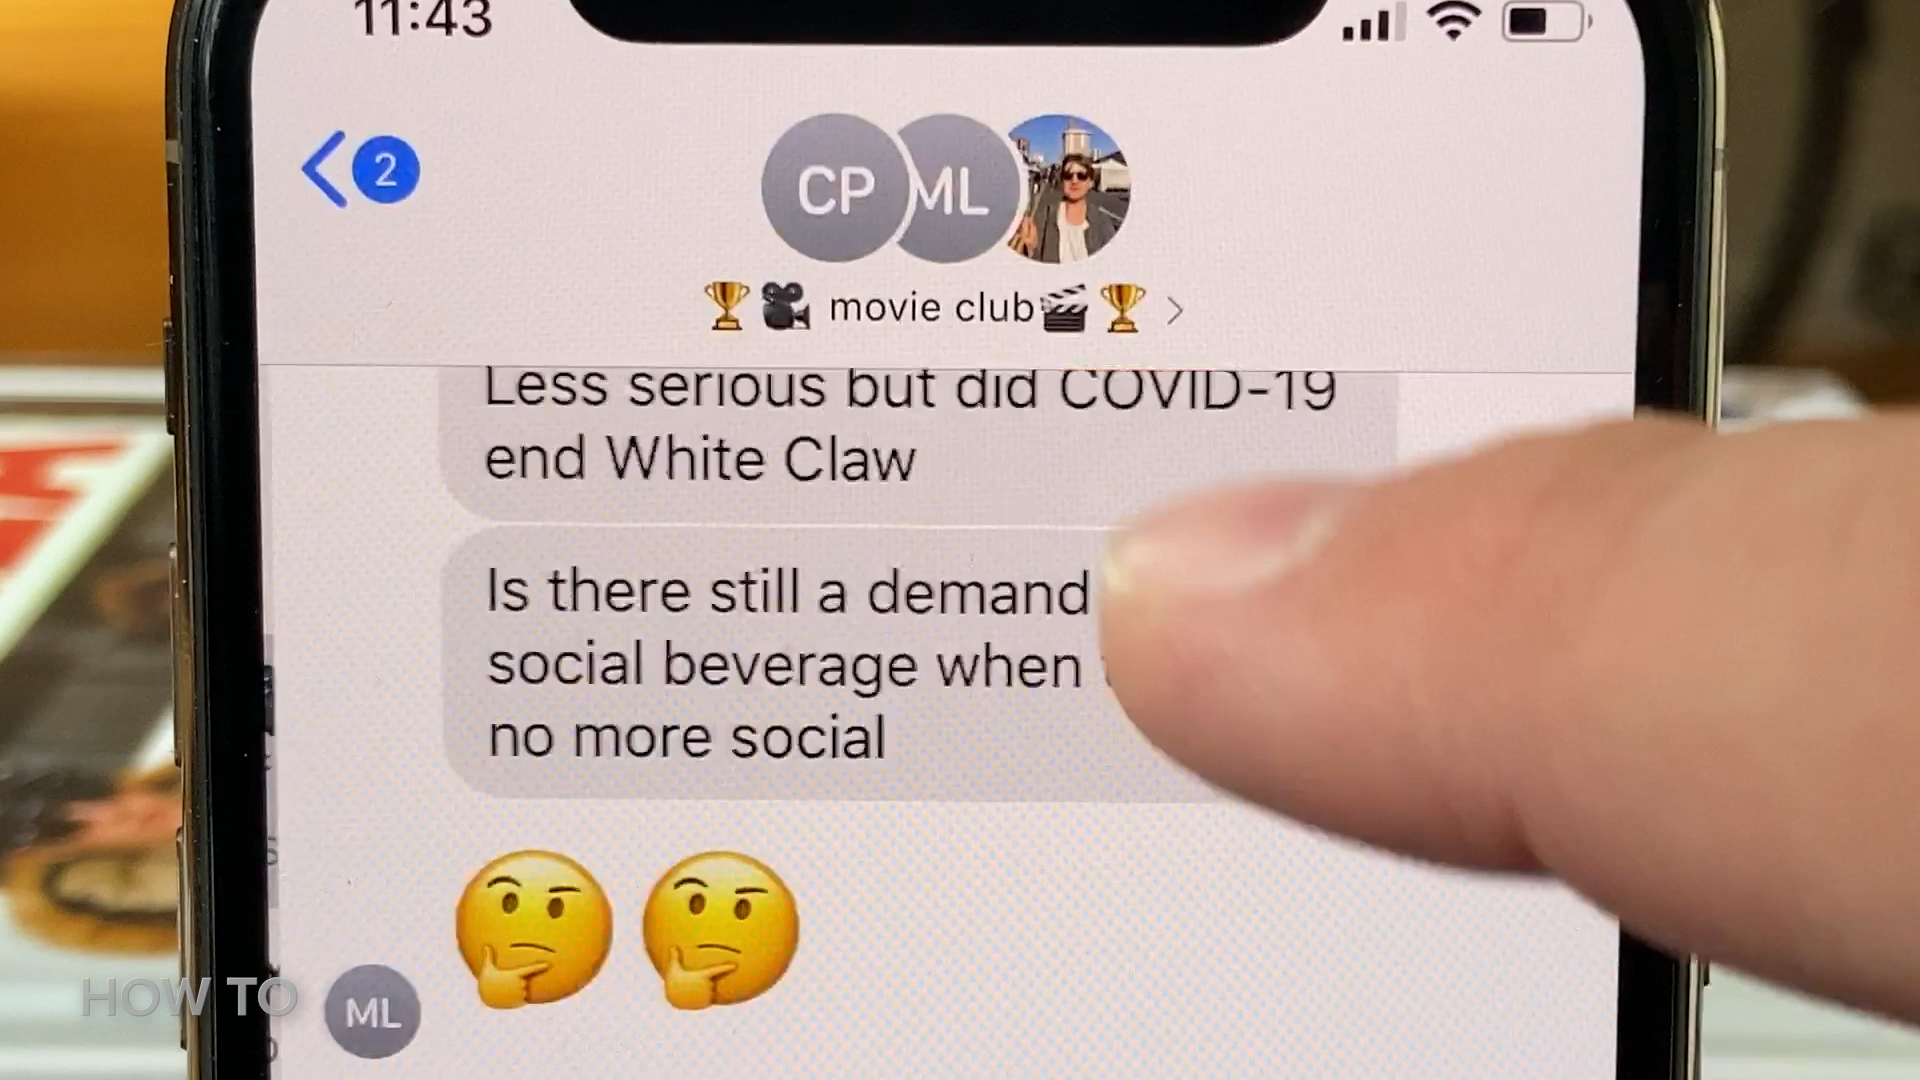 11:43
2
CP ML
movie club
Less serious but did COVID-19
end White Claw
Is there still a demand
social beverage when
no more social
ML
HOW TO